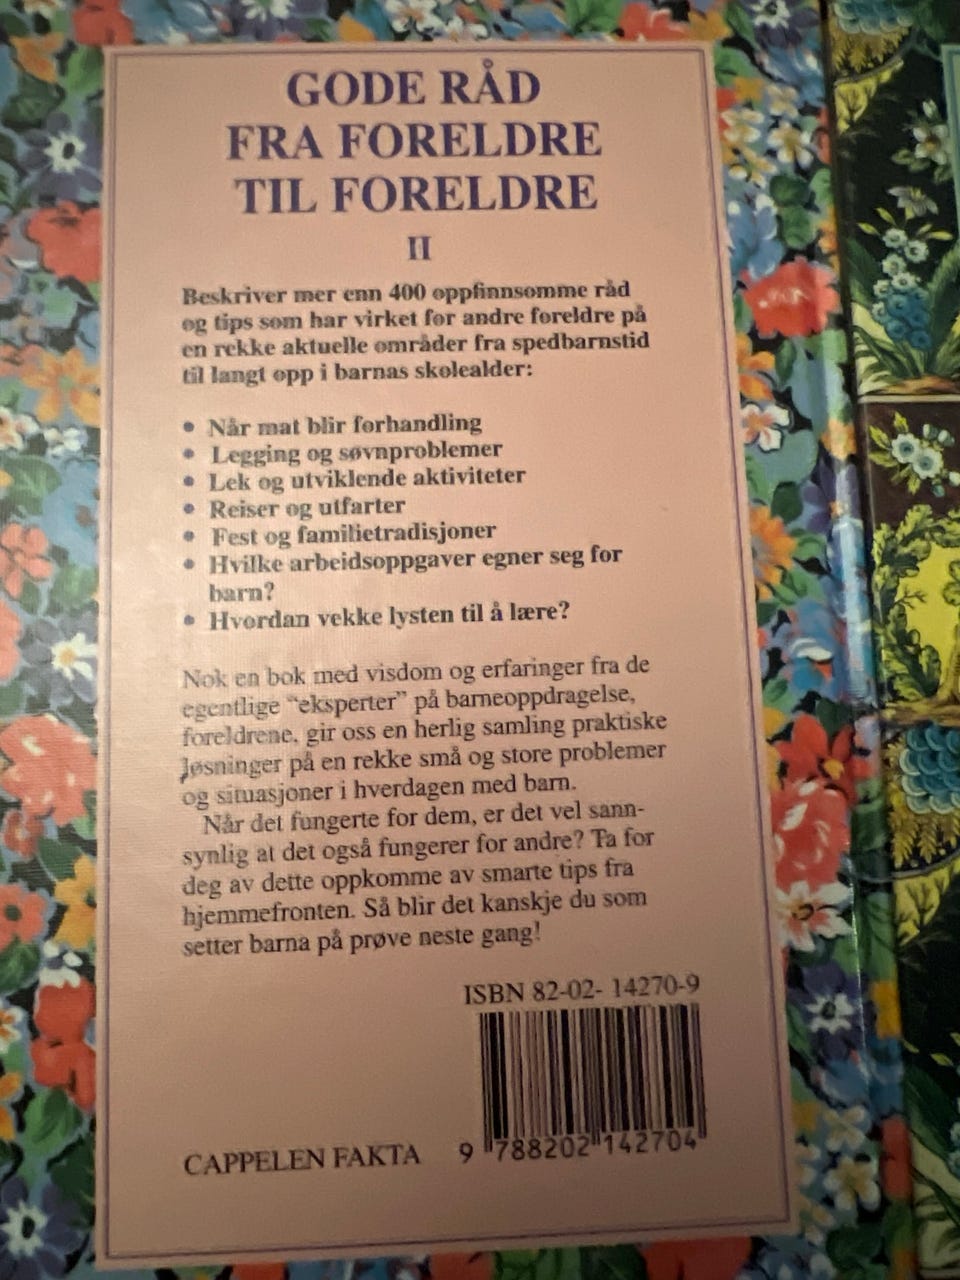 GODE RÅD
FRA FORELDRE
TIL FORELDRE
II
Beskriver mer enn 400 oppfinnsomme råd
og tips som har virket for andre foreldre på
en rekke aktuelle områder fra spedbarnstid
til langt opp i barnas skolealder:
• Når mat blir forhandling
• Legging og søvnproblemer
• Lek og utviklende aktiviteter
• Reiser og utfarter
• Fest og familietradisjoner
• Hvilke arbeidsoppgaver egner seg for
barn?
• Hvordan vekke lysten til å lære?
Nok en bok med visdom og erfaringer fra de
egentlige "eksperter" på barneoppdragelse,
foreldrene, gir oss en herlig samling praktiske
løsninger på en rekke små og store problemer
og situasjoner i hverdagen med barn.
Når det fungerte for dem, er det vel sann-
synlig at det også fungerer for andre? Ta for
deg av dette oppkomme av smarte tips fra
hjemmefronten. Så blir det kanskje du som
setter barna på prøve neste gang!
ISBN 82-02- 14270-9
CAPPELEN FAKTA
9 788202 142704